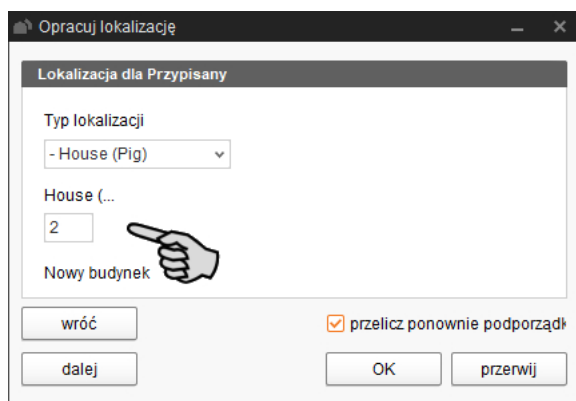 Opracuj lokalizację
Lokalizacja dla Przypisany
Typ lokalizacji
- House (Pig)
House (...
2
Nowy budynek
wróć
przelicz ponownie podporządk
dalej
OK
przerwij